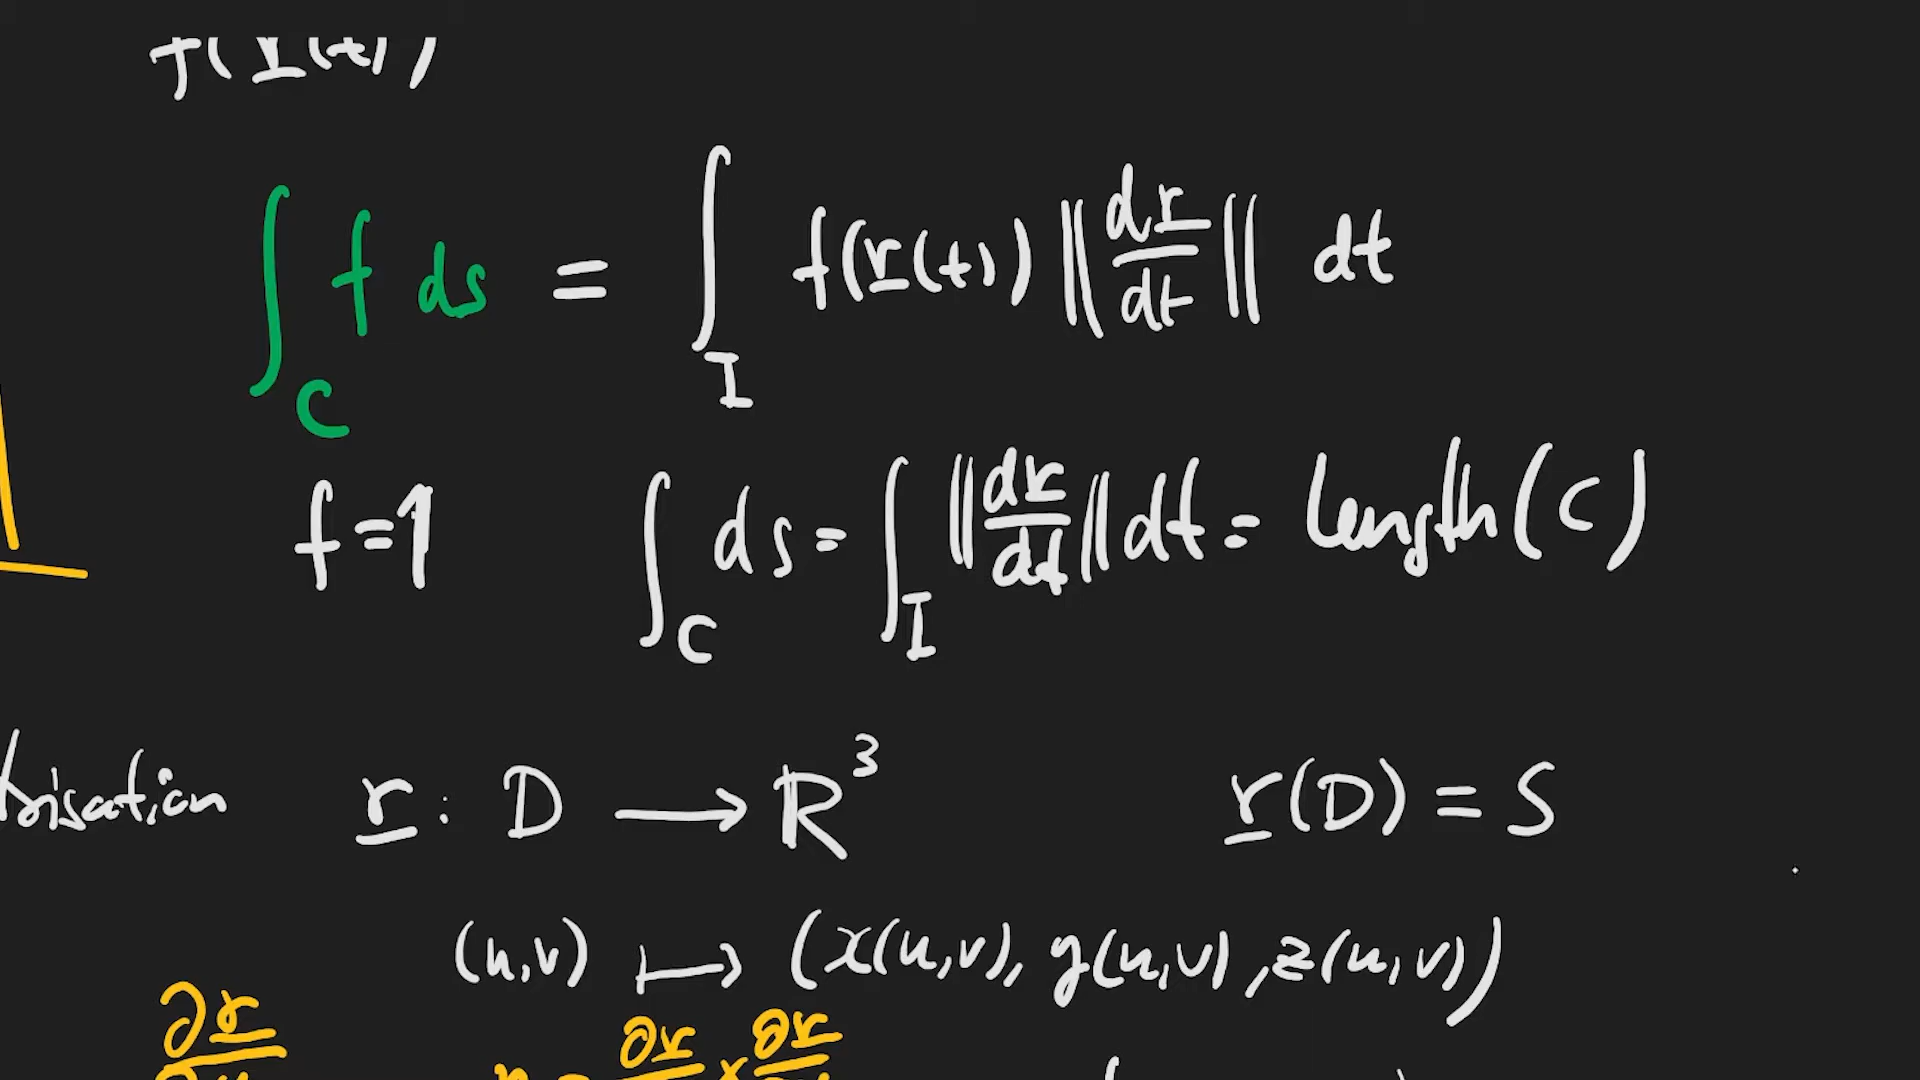 f(r(t))
∫_C f ds = ∫_I f(r(t)) ‖dr/dt‖ dt
f=1 ∫_C ds = ∫_I ‖dr/dt‖ dt = length(C)
r : D ⟶ ℝ³ r(D) = S
(u,v) ⟼ (x(u,v), y(u,v), z(u,v))
∂r ∂r × ∂r